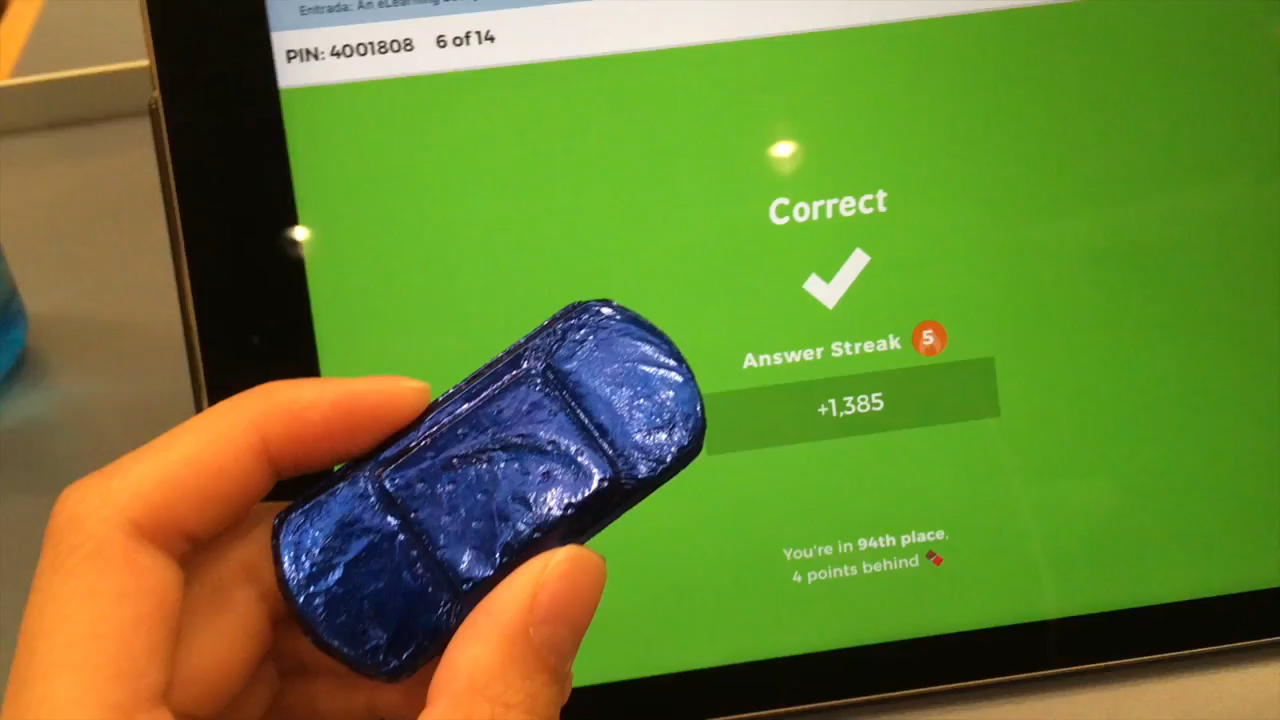 Entrada: An eLearning
PIN: 4001808 6 of 14
Correct
Answer Streak 5
+1,385
You're in 94th place,
4 points behind